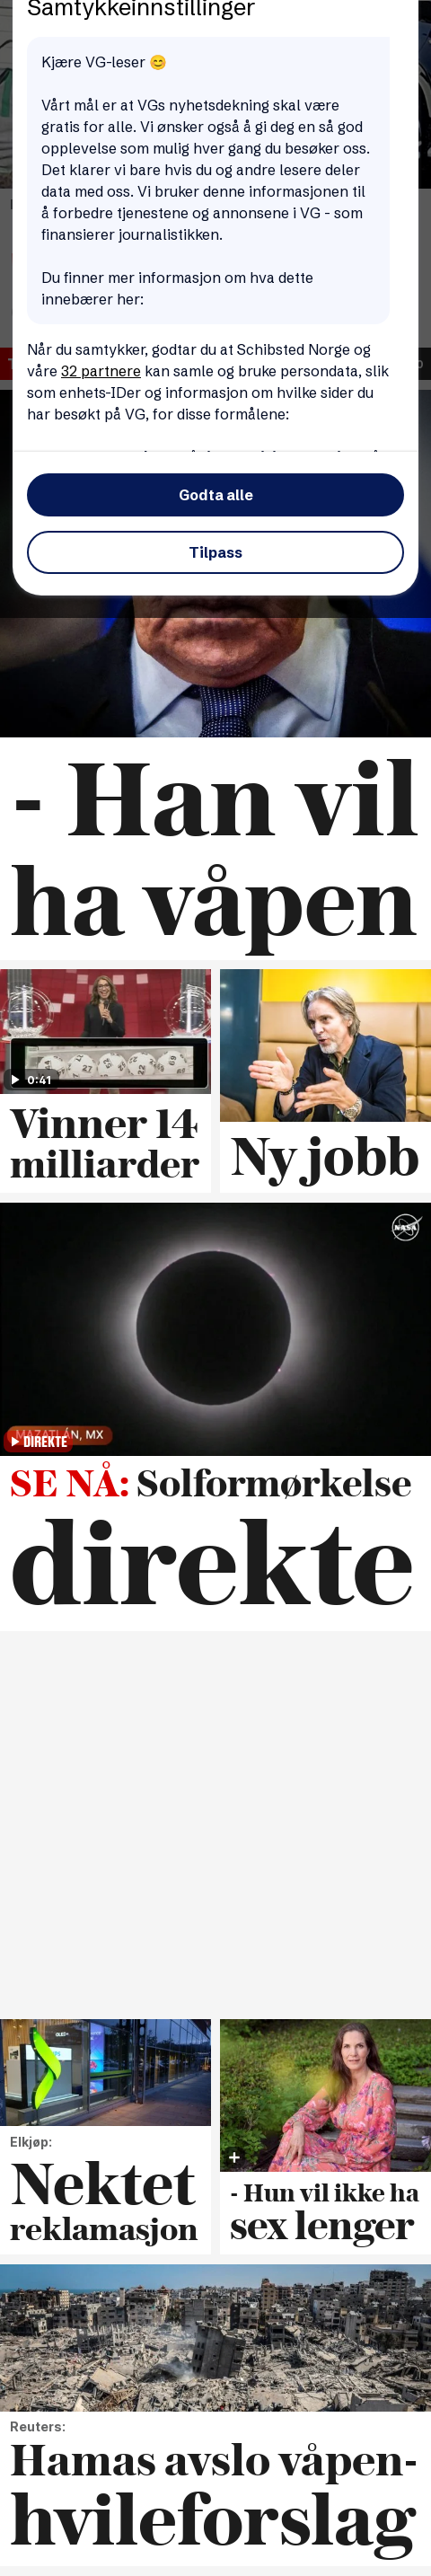 Samtykkeinnstillinger
Kjære VG-leser 😊
Vårt mål er at VGs nyhetsdekning skal være
gratis for alle. Vi ønsker også å gi deg en så god
opplevelse som mulig hver gang du besøker oss.
Det klarer vi bare hvis du og andre lesere deler
data med oss. Vi bruker denne informasjonen til
å forbedre tjenestene og annonsene i VG - som
finansierer journalistikken.
Du finner mer informasjon om hva dette
innebærer her:
Når du samtykker, godtar du at Schibsted Norge og
våre 32 partnere kan samle og bruke persondata, slik
som enhets-IDer og informasjon om hvilke sider du
har besøkt på VG, for disse formålene:
Godta alle
Tilpass
- Han vil
ha våpen
0:41
Vinner 14
milliarder
Ny jobb
NASA
MAZATLÁN, MX
DIREKTE
SE NÅ: Solformørkelse
direkte
Elkjøp:
Nektet
reklamasjon
- Hun vil ikke ha
sex lenger
Reuters:
Hamas avslo våpen-
hvileforslag